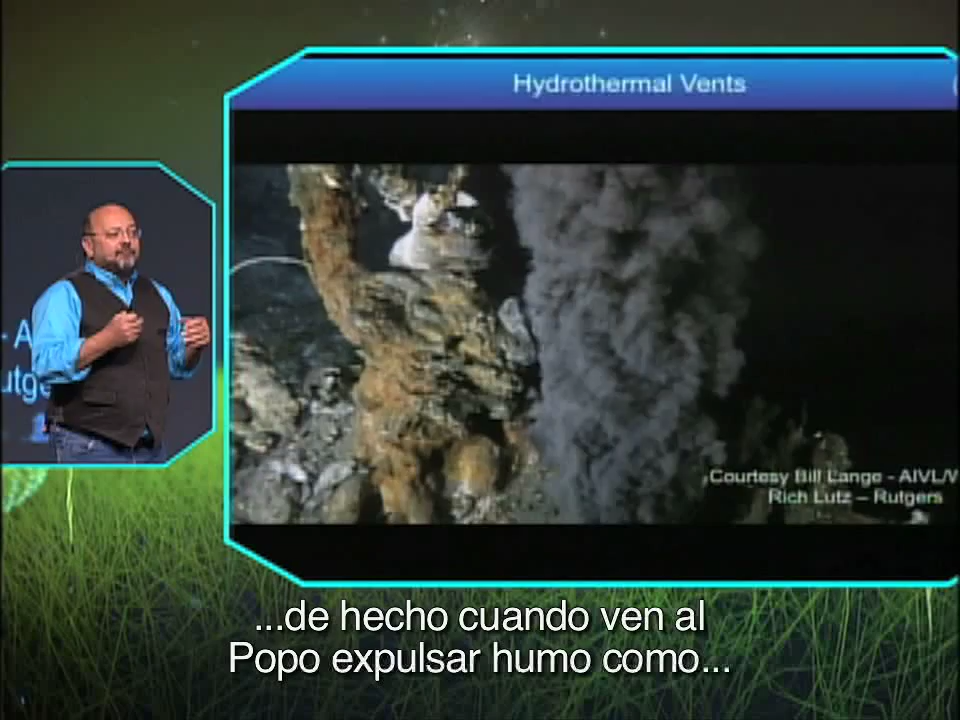 Hydrothermal Vents
Courtesy Bill Lange - AIVL/
Rich Lutz – Rutgers
...de hecho cuando ven al
Popo expulsar humo como...